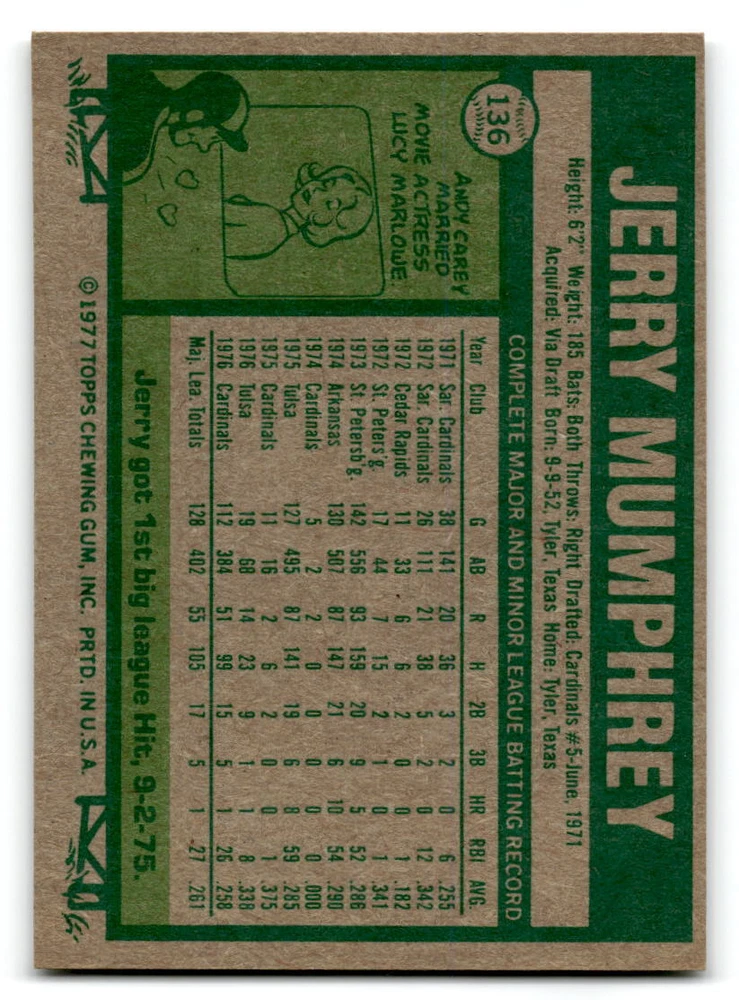 136
JERRY MUMPHREY
Height: 6'2" Weight: 185 Bats: Both Throws: Right Drafted: Cardinals #5-June, 1971
Acquired: Via Draft Born: 9-9-52, Tyler, Texas Home: Tyler, Texas
ANDY CAREY
MARRIED
MOVIE ACTRESS
LUCY MARLOWE.
COMPLETE MAJOR AND MINOR LEAGUE BATTING RECORD
Year Club G AB R H 2B 3B HR RBI AVG.
1971 Sar. Cardinals 38 141 20 36 3 2 0 6 .255
1972 Sar. Cardinals 26 111 21 38 5 2 0 12 .342
1972 Cedar Rapids 11 33 6 6 2 0 0 1 .182
1972 St. Peters'g. 17 44 7 15 2 0 0 1 .341
1973 St. Petersb'g. 142 556 93 159 20 9 5 52 .286
1974 Arkansas 130 507 87 147 21 6 10 54 .290
1974 Cardinals 5 2 2 0 0 0 0 0 .000
1975 Tulsa 127 495 87 141 19 6 8 59 .285
1975 Cardinals 11 16 2 6 2 0 0 1 .375
1976 Tulsa 19 68 14 23 9 1 1 8 .338
1976 Cardinals 112 384 51 99 15 5 1 26 .258
Maj. Lea. Totals 128 402 55 105 17 5 1 27 .261
Jerry got 1st big league Hit, 9-2-75.
© 1977 TOPPS CHEWING GUM, INC. PRTD. IN U.S.A.